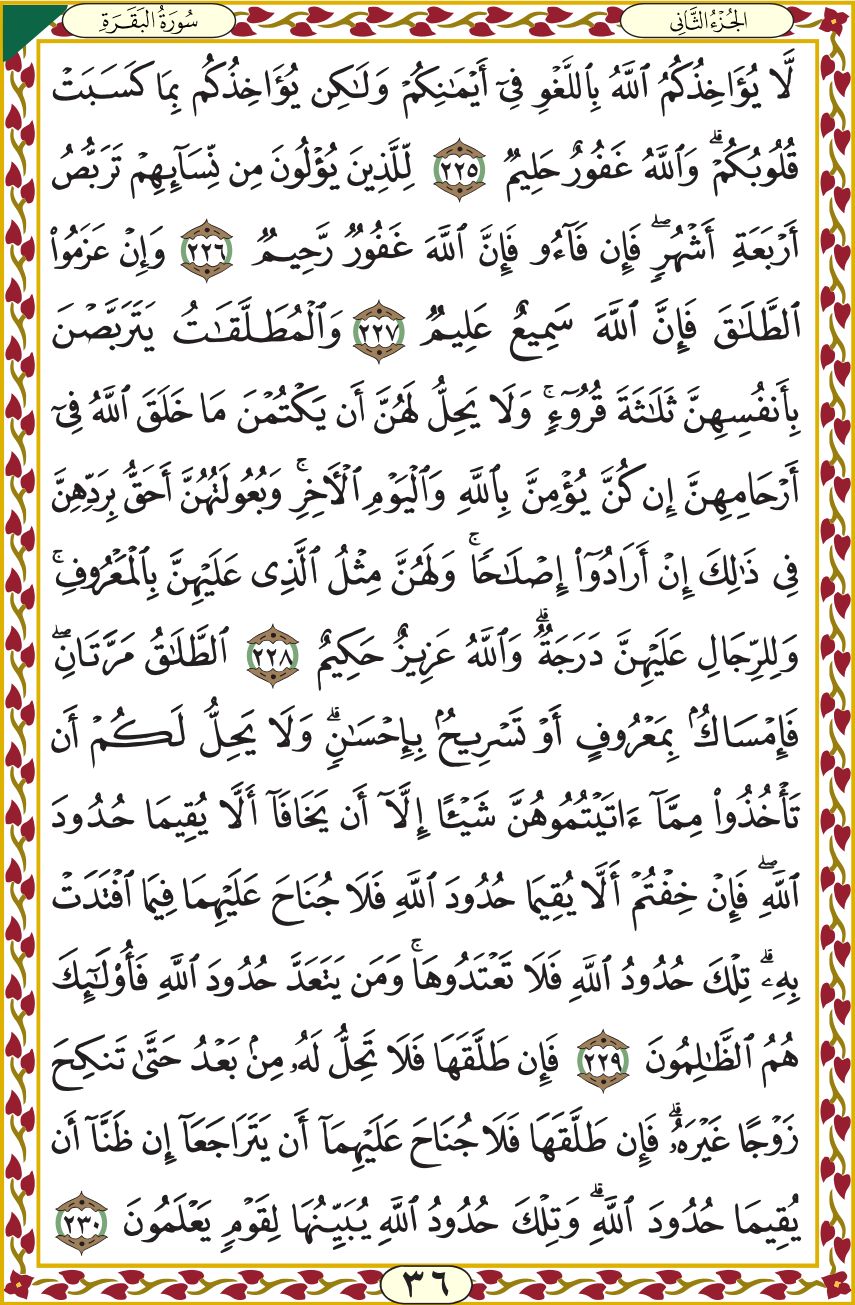 الجُزْءُ الثَّانِي
سُورَةُ البَقَرَةِ
لَّا يُؤَاخِذُكُمُ ٱللَّهُ بِٱللَّغْوِ فِىٓ أَيْمَـٰنِكُمْ وَلَـٰكِن يُؤَاخِذُكُم بِمَا كَسَبَتْ
قُلُوبُكُمْ ۗ وَٱللَّهُ غَفُورٌ حَلِيمٌ ٢٢٥ لِّلَّذِينَ يُؤْلُونَ مِن نِّسَآئِهِمْ تَرَبُّصُ
أَرْبَعَةِ أَشْهُرٍ ۖ فَإِن فَآءُو فَإِنَّ ٱللَّهَ غَفُورٌ رَّحِيمٌ ٢٢٦ وَإِنْ عَزَمُوا۟
ٱلطَّلَـٰقَ فَإِنَّ ٱللَّهَ سَمِيعٌ عَلِيمٌ ٢٢٧ وَٱلْمُطَلَّقَـٰتُ يَتَرَبَّصْنَ
بِأَنفُسِهِنَّ ثَلَـٰثَةَ قُرُوٓءٍ ۚ وَلَا يَحِلُّ لَهُنَّ أَن يَكْتُمْنَ مَا خَلَقَ ٱللَّهُ فِىٓ
أَرْحَامِهِنَّ إِن كُنَّ يُؤْمِنَّ بِٱللَّهِ وَٱلْيَوْمِ ٱلْـَٔاخِرِ ۚ وَبُعُولَتُهُنَّ أَحَقُّ بِرَدِّهِنَّ
فِى ذَٰلِكَ إِنْ أَرَادُوٓا۟ إِصْلَـٰحًا ۚ وَلَهُنَّ مِثْلُ ٱلَّذِى عَلَيْهِنَّ بِٱلْمَعْرُوفِ ۚ
وَلِلرِّجَالِ عَلَيْهِنَّ دَرَجَةٌ ۗ وَٱللَّهُ عَزِيزٌ حَكِيمٌ ٢٢٨ ٱلطَّلَـٰقُ مَرَّتَانِ ۖ
فَإِمْسَاكٌۢ بِمَعْرُوفٍ أَوْ تَسْرِيحٌۢ بِإِحْسَـٰنٍ ۗ وَلَا يَحِلُّ لَكُمْ أَن
تَأْخُذُوا۟ مِمَّآ ءَاتَيْتُمُوهُنَّ شَيْـًٔا إِلَّآ أَن يَخَافَآ أَلَّا يُقِيمَا حُدُودَ
ٱللَّهِ ۖ فَإِنْ خِفْتُمْ أَلَّا يُقِيمَا حُدُودَ ٱللَّهِ فَلَا جُنَاحَ عَلَيْهِمَا فِيمَا ٱفْتَدَتْ
بِهِۦ ۗ تِلْكَ حُدُودُ ٱللَّهِ فَلَا تَعْتَدُوهَا ۚ وَمَن يَتَعَدَّ حُدُودَ ٱللَّهِ فَأُو۟لَـٰٓئِكَ
هُمُ ٱلظَّـٰلِمُونَ ٢٢٩ فَإِن طَلَّقَهَا فَلَا تَحِلُّ لَهُۥ مِنۢ بَعْدُ حَتَّىٰ تَنكِحَ
زَوْجًا غَيْرَهُۥ ۗ فَإِن طَلَّقَهَا فَلَا جُنَاحَ عَلَيْهِمَآ أَن يَتَرَاجَعَآ إِن ظَنَّآ أَن
يُقِيمَا حُدُودَ ٱللَّهِ ۗ وَتِلْكَ حُدُودُ ٱللَّهِ يُبَيِّنُهَا لِقَوْمٍ يَعْلَمُونَ ٢٣٠
٣٦